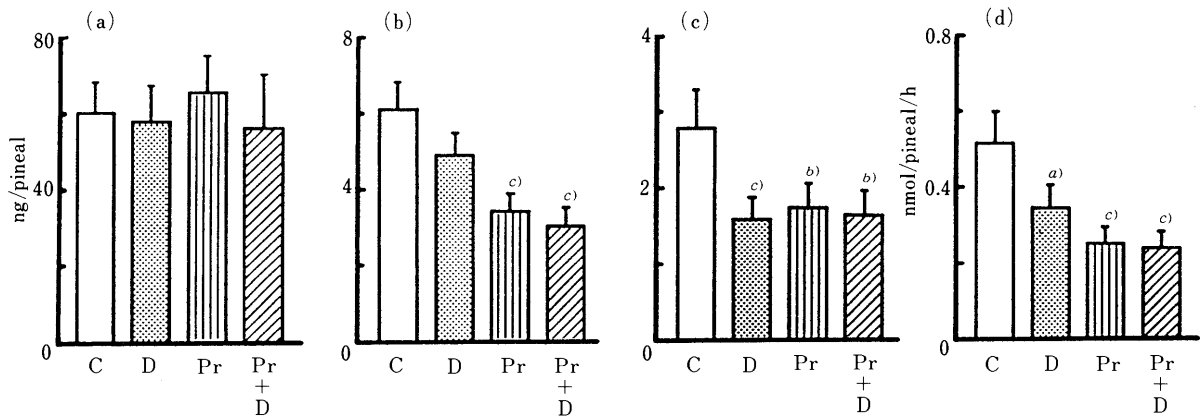 (a)
80
40
0
ng/pineal
C D Pr Pr
+
D
(b)
8
4
0
c)
c)
C D Pr Pr
+
D
(c)
4
2
0
c)
b)
b)
C D Pr Pr
+
D
(d)
0.8
0.4
0
nmol/pineal/h
a)
c)
c)
C D Pr Pr
+
D